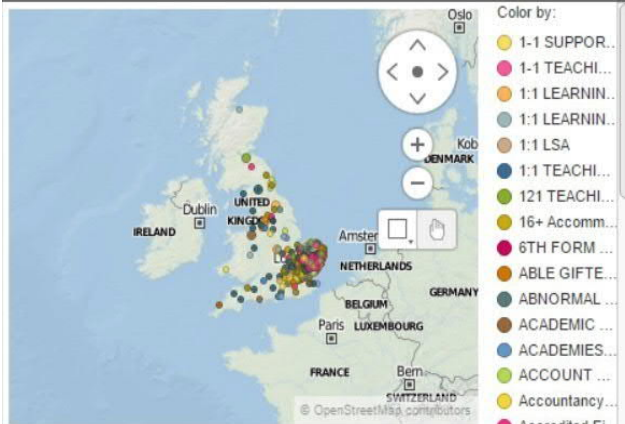 Oslo
Kob
DENMARK
UNITED
KINGD
Dublin
IRELAND
Amster
NETHERLANDS
GERMANY
BELGIUM
Paris
LUXEMBOURG
FRANCE
Bern
SWITZERLAND
© OpenStreetMap contributors
Color by:
1-1 SUPPOR...
1-1 TEACHI...
1:1 LEARNIN...
1:1 LEARNIN...
1:1 LSA
1:1 TEACHI...
121 TEACHI...
16+ Accomm...
6TH FORM ...
ABLE GIFTE...
ABNORMAL ...
ACADEMIC ...
ACADEMIES...
ACCOUNT ...
Accountancy...